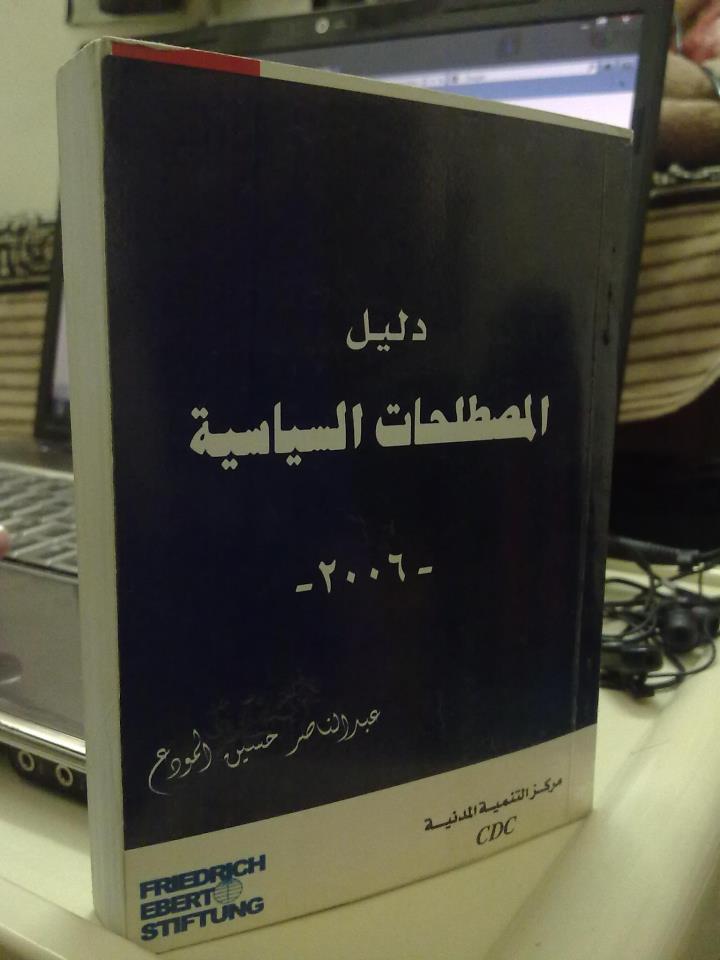 دليل
المصطلحات السياسية
- ٢٠٠٦ -
عبدالناصر حسين المودع
مركز التنمية المدنية
CDC
FRIEDRICH
EBERT
STIFTUNG